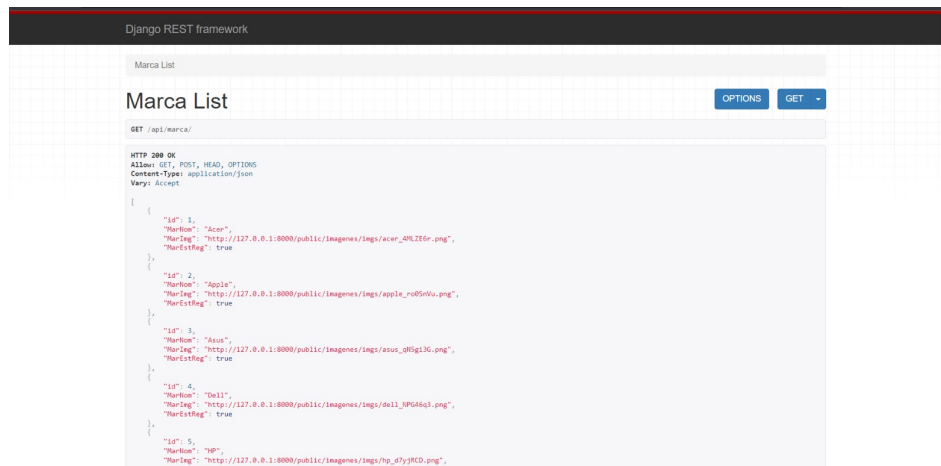 Django REST framework
Marca List
Marca List
OPTIONS GET
GET /api/marca/
HTTP 200 OK
Allow: GET, POST, HEAD, OPTIONS
Content-Type: application/json
Vary: Accept
[
{
"id": 1,
"MarNom": "Acer",
"MarImg": "http://127.0.0.1:8000/public/imagenes/imgs/acer_4MLZE6r.png",
"MarEstReg": true
},
{
"id": 2,
"MarNom": "Apple",
"MarImg": "http://127.0.0.1:8000/public/imagenes/imgs/apple_ro0SnVu.png",
"MarEstReg": true
},
{
"id": 3,
"MarNom": "Asus",
"MarImg": "http://127.0.0.1:8000/public/imagenes/imgs/asus_qNSgi3G.png",
"MarEstReg": true
},
{
"id": 4,
"MarNom": "Dell",
"MarImg": "http://127.0.0.1:8000/public/imagenes/imgs/dell_NPG46q3.png",
"MarEstReg": true
},
{
"id": 5,
"MarNom": "HP",
"MarImg": "http://127.0.0.1:8000/public/imagenes/imgs/hp_d7yjRCD.png",